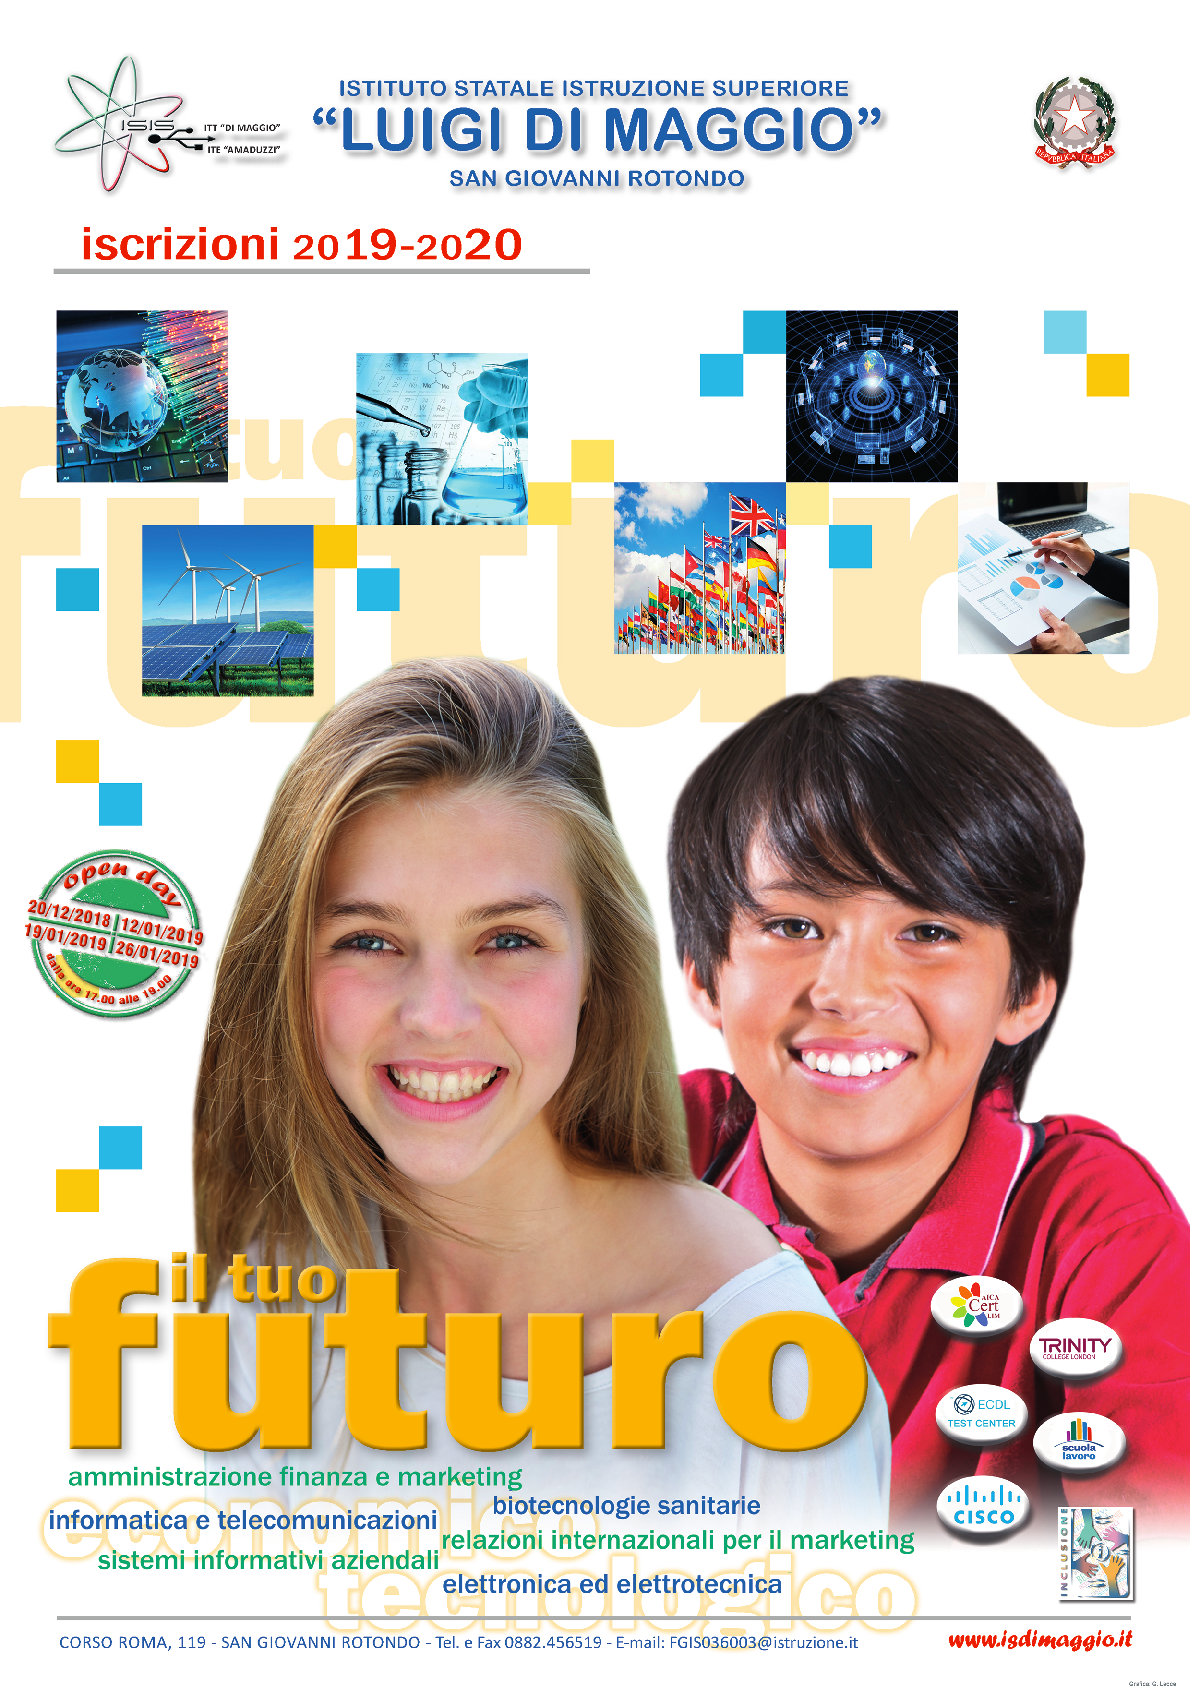 ISTITUTO STATALE ISTRUZIONE SUPERIORE
"LUIGI DI MAGGIO"
SAN GIOVANNI ROTONDO
ISIS
ITT "DI MAGGIO"
ITE "AMADUZZI"
REPVBBLICA ITALIANA
iscrizioni 2019-2020
tuo
futuro
open day
20/12/2018 12/01/2019
19/01/2019 26/01/2019
dalle ore 17.00 alle 19.00
il tuo
futuro
AICA
Cert
LIM
TRINITY
COLLEGE LONDON
ECDL
TEST CENTER
scuola
lavoro
CISCO
INCLUSIONE
amministrazione finanza e marketing
economico
biotecnologie sanitarie
informatica e telecomunicazioni
relazioni internazionali per il marketing
sistemi informativi aziendali
tecnologico
elettronica ed elettrotecnica
CORSO ROMA, 119 - SAN GIOVANNI ROTONDO - Tel. e Fax 0882.456519 - E-mail: FGIS036003@istruzione.it
www.isdimaggio.it
Grafica: G. Lecce